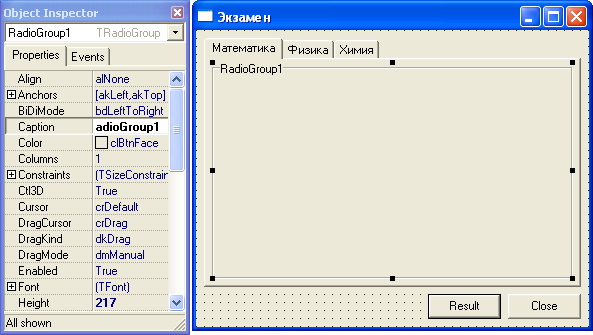 Object Inspector
RadioGroup1 TRadioGroup
Properties Events
Align alNone
Anchors [akLeft,akTop]
BiDiMode bdLeftToRight
Caption adioGroup1
Color clBtnFace
Columns 1
Constraints (TSizeConstrain
Ctl3D True
Cursor crDefault
DragCursor crDrag
DragKind dkDrag
DragMode dmManual
Enabled True
Font (TFont)
Height 217
All shown
Экзамен
Математика Физика Химия
RadioGroup1
Result Close